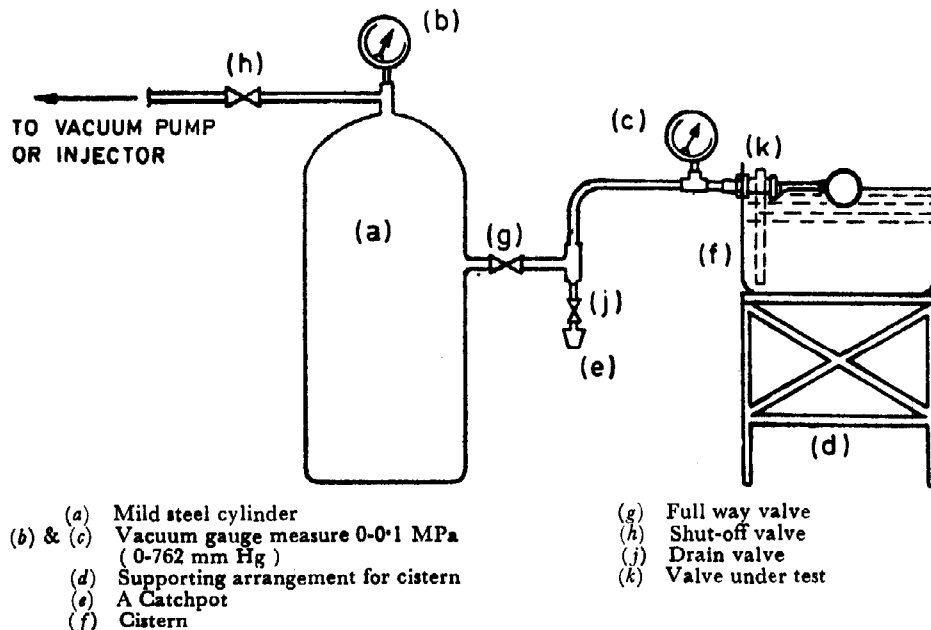 (b)
(h)
TO VACUUM PUMP
OR INJECTOR
(c)
(k)
(a)
(g)
(f)
(j)
(e)
(d)
(a) Mild steel cylinder
(b) & (c) Vacuum gauge measure 0-0·1 MPa
( 0-762 mm Hg )
(d) Supporting arrangement for cistern
(e) A Catchpot
(f) Cistern
(g) Full way valve
(h) Shut-off valve
(j) Drain valve
(k) Valve under test